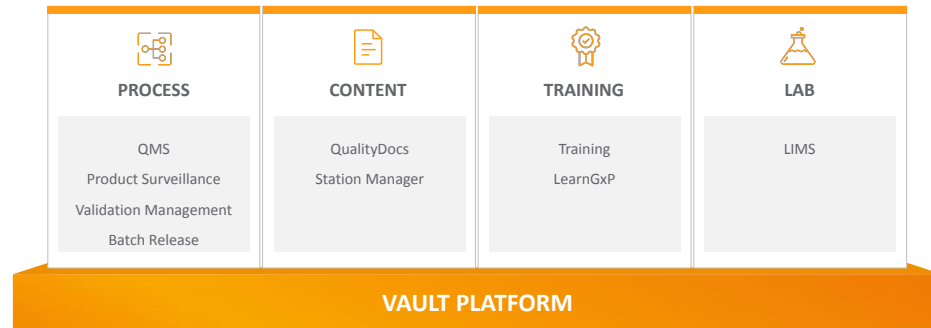 PROCESS
QMS
Product Surveillance
Validation Management
Batch Release
CONTENT
QualityDocs
Station Manager
TRAINING
Training
LearnGxP
LAB
LIMS
VAULT PLATFORM